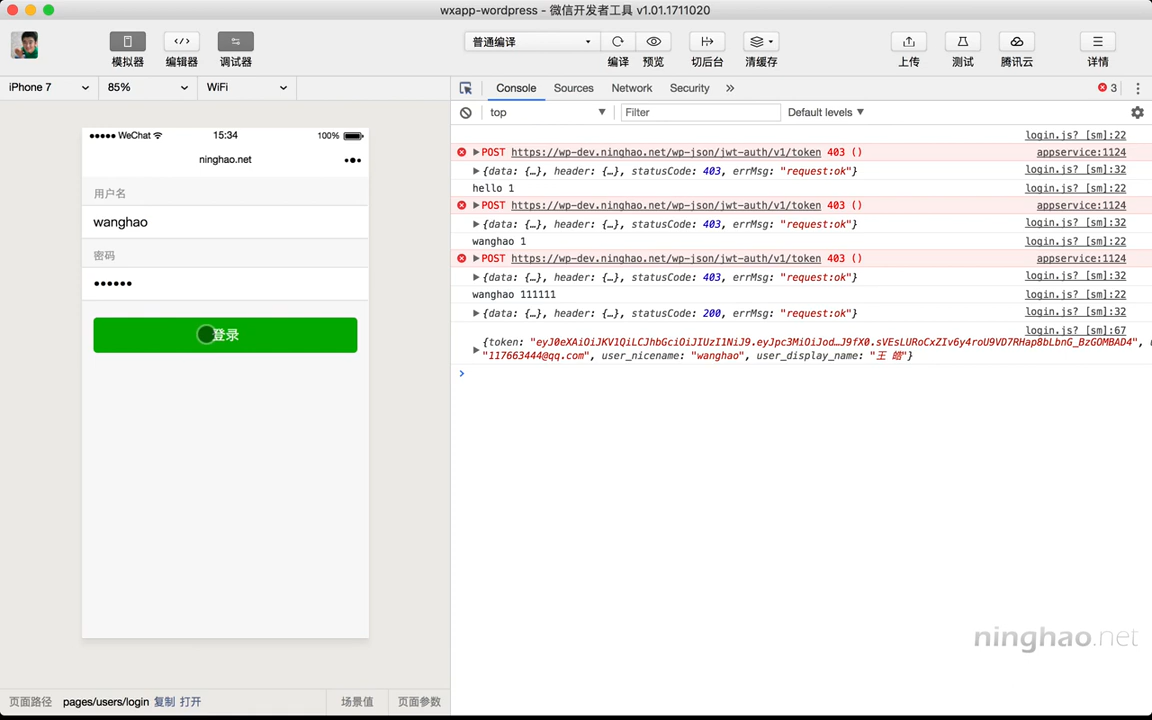 wxapp-wordpress - 微信开发者工具 v1.01.1711020
模拟器 编辑器 调试器 普通编译 编译 预览 切后台 清缓存 上传 测试 腾讯云 详情
iPhone 7 85% WiFi
Console Sources Network Security » 3
top Filter Default levels
WeChat 15:34 100%
ninghao.net
用户名
wanghao
密码
••••••
登录
login.js? [sm]:22
POST https://wp-dev.ninghao.net/wp-json/jwt-auth/v1/token 403 () appservice:1124
{data: {…}, header: {…}, statusCode: 403, errMsg: "request:ok"} login.js? [sm]:32
hello 1 login.js? [sm]:22
POST https://wp-dev.ninghao.net/wp-json/jwt-auth/v1/token 403 () appservice:1124
{data: {…}, header: {…}, statusCode: 403, errMsg: "request:ok"} login.js? [sm]:32
wanghao 1 login.js? [sm]:22
POST https://wp-dev.ninghao.net/wp-json/jwt-auth/v1/token 403 () appservice:1124
{data: {…}, header: {…}, statusCode: 403, errMsg: "request:ok"} login.js? [sm]:32
wanghao 111111 login.js? [sm]:22
{data: {…}, header: {…}, statusCode: 200, errMsg: "request:ok"} login.js? [sm]:32
login.js? [sm]:67
{token: "eyJ0eXAiOiJKV1QiLCJhbGciOiJIUzI1NiJ9.eyJpc3MiOiJod…J9fX0.sVEsLURoCxZIv6y4roU9VD7RHap8bLbnG_BzGOMBAD4",
"117663444@qq.com", user_nicename: "wanghao", user_display_name: "王 皓"}
ninghao.net
页面路径 pages/users/login 复制 打开 场景值 页面参数